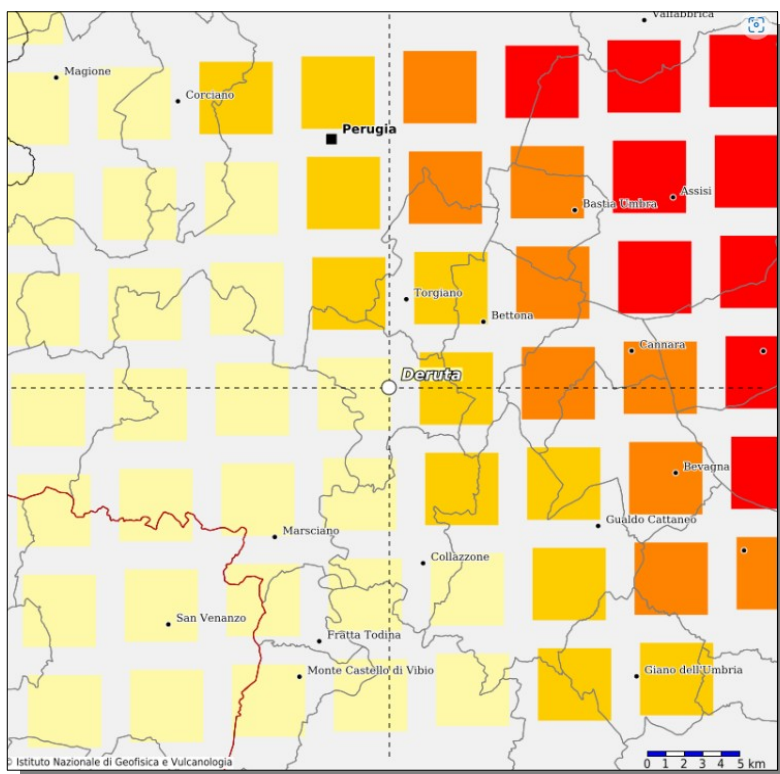 Valfabbrica
Magione
Corciano
Perugia
Assisi
Bastia Umbra
Torgiano
Bettona
Cannara
Deruta
Bevagna
Gualdo Cattaneo
Marsciano
Collazzone
San Venanzo
Fratta Todina
Monte Castello di Vibio
Giano dell'Umbria
© Istituto Nazionale di Geofisica e Vulcanologia
0 1 2 3 4 5 km